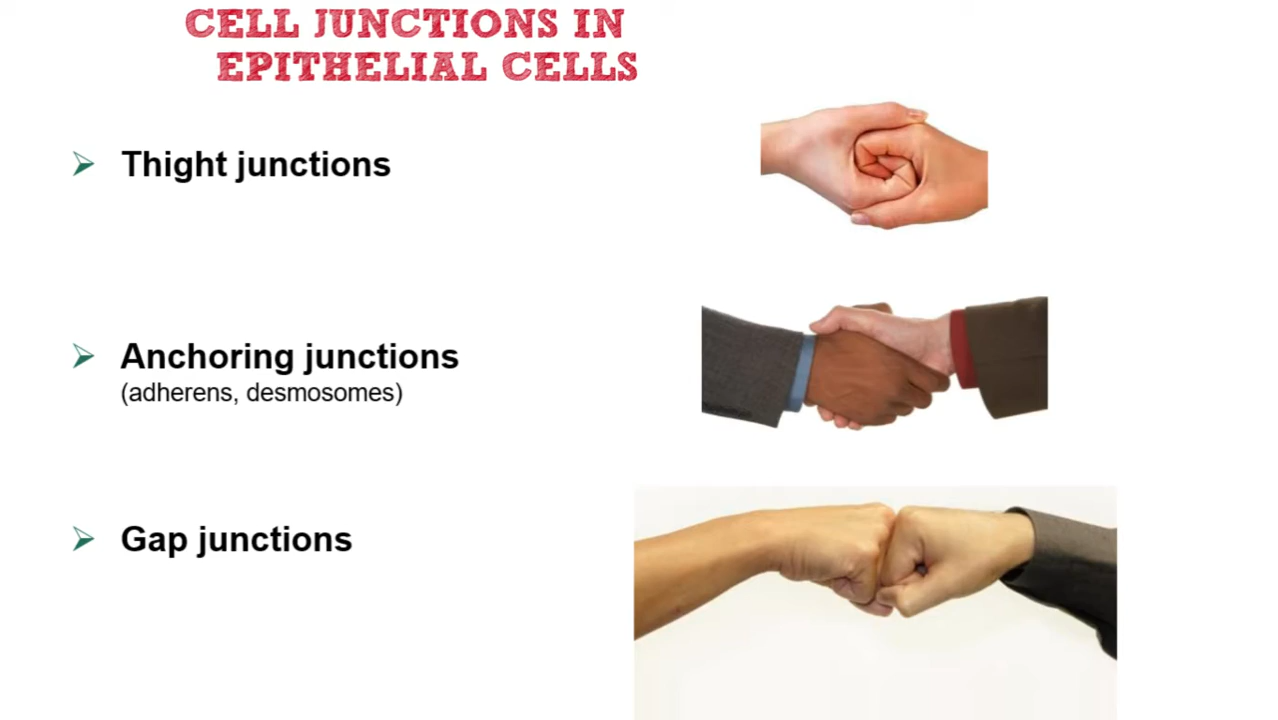 CELL JUNCTIONS IN
EPITHELIAL CELLS
Thight junctions
Anchoring junctions
(adherens, desmosomes)
Gap junctions